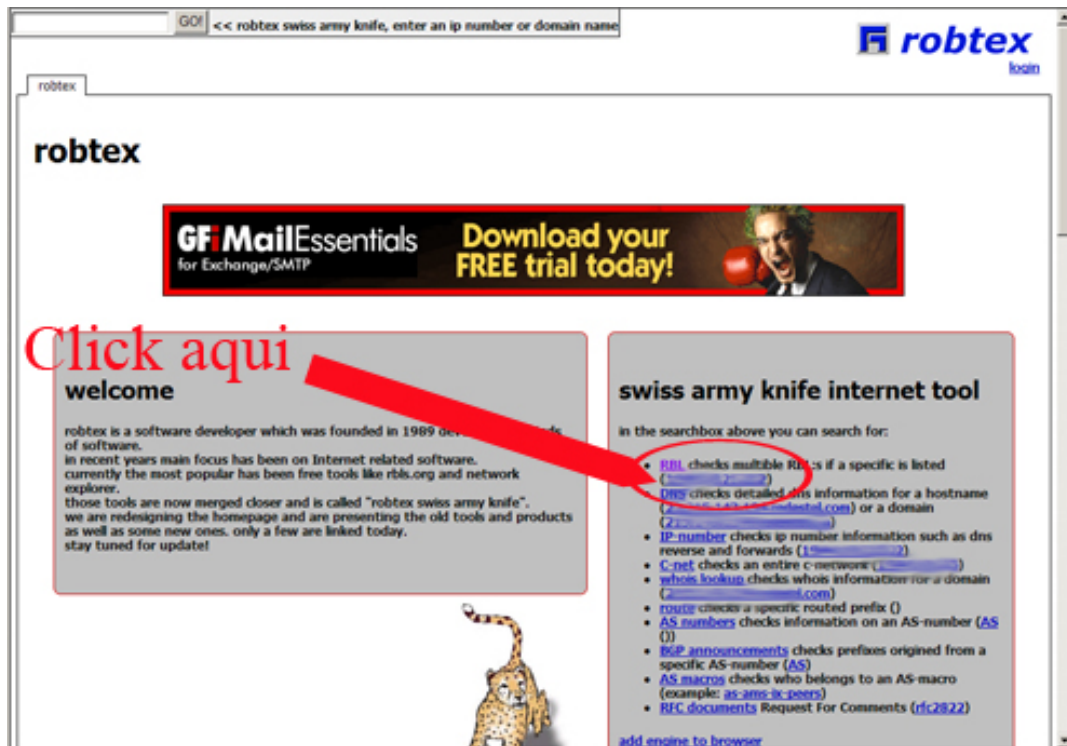 GO! << robtex swiss army knife, enter an ip number or domain name
robtex
login
robtex
robtex
GFi MailEssentials
for Exchange/SMTP
Download your
FREE trial today!
Click aqui
welcome
robtex is a software developer which was founded in 1989
of software.
in recent years main focus has been on Internet related software.
currently the most popular has been free tools like rbls.org and network
explorer.
those tools are now merged closer and is called "robtex swiss army knife".
we are redesigning the homepage and are presenting the old tools and products
as well as some new ones. only a few are linked today.
stay tuned for update!
swiss army knife internet tool
in the searchbox above you can search for:
RBL checks multible RBL:s if a specific is listed
DNS checks detailed dns information for a hostname
or a domain
IP-number checks ip number information such as dns
reverse and forwards
C-net checks an entire c-network
whois lookup checks whois information for a domain
route checks a specific routed prefix ()
AS numbers checks information on an AS-number (AS
())
BGP announcements checks prefixes origined from a
specific AS-number (AS)
AS macros checks who belongs to an AS-macro
(example: as-ams-ix-peers)
RFC documents Request For Comments (rfc2822)
add engine to browser